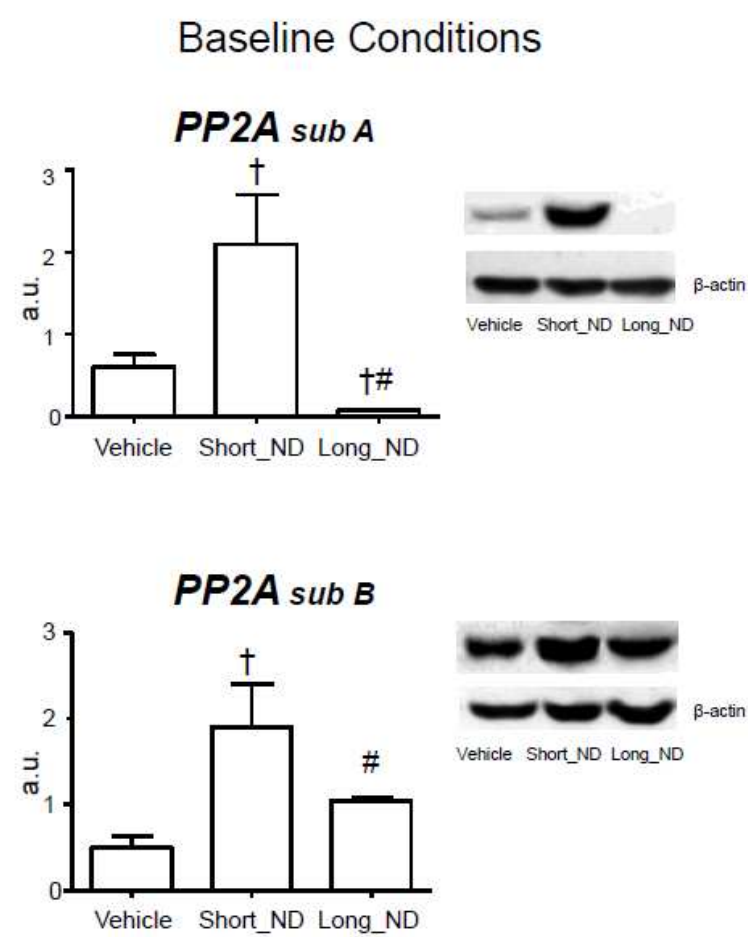 Baseline Conditions
PP2A sub A
3
2
1
0
a.u.
†
†#
Vehicle Short_ND Long_ND
β-actin
Vehicle Short_ND Long_ND
PP2A sub B
3
2
1
0
a.u.
†
#
Vehicle Short_ND Long_ND
β-actin
Vehicle Short_ND Long_ND